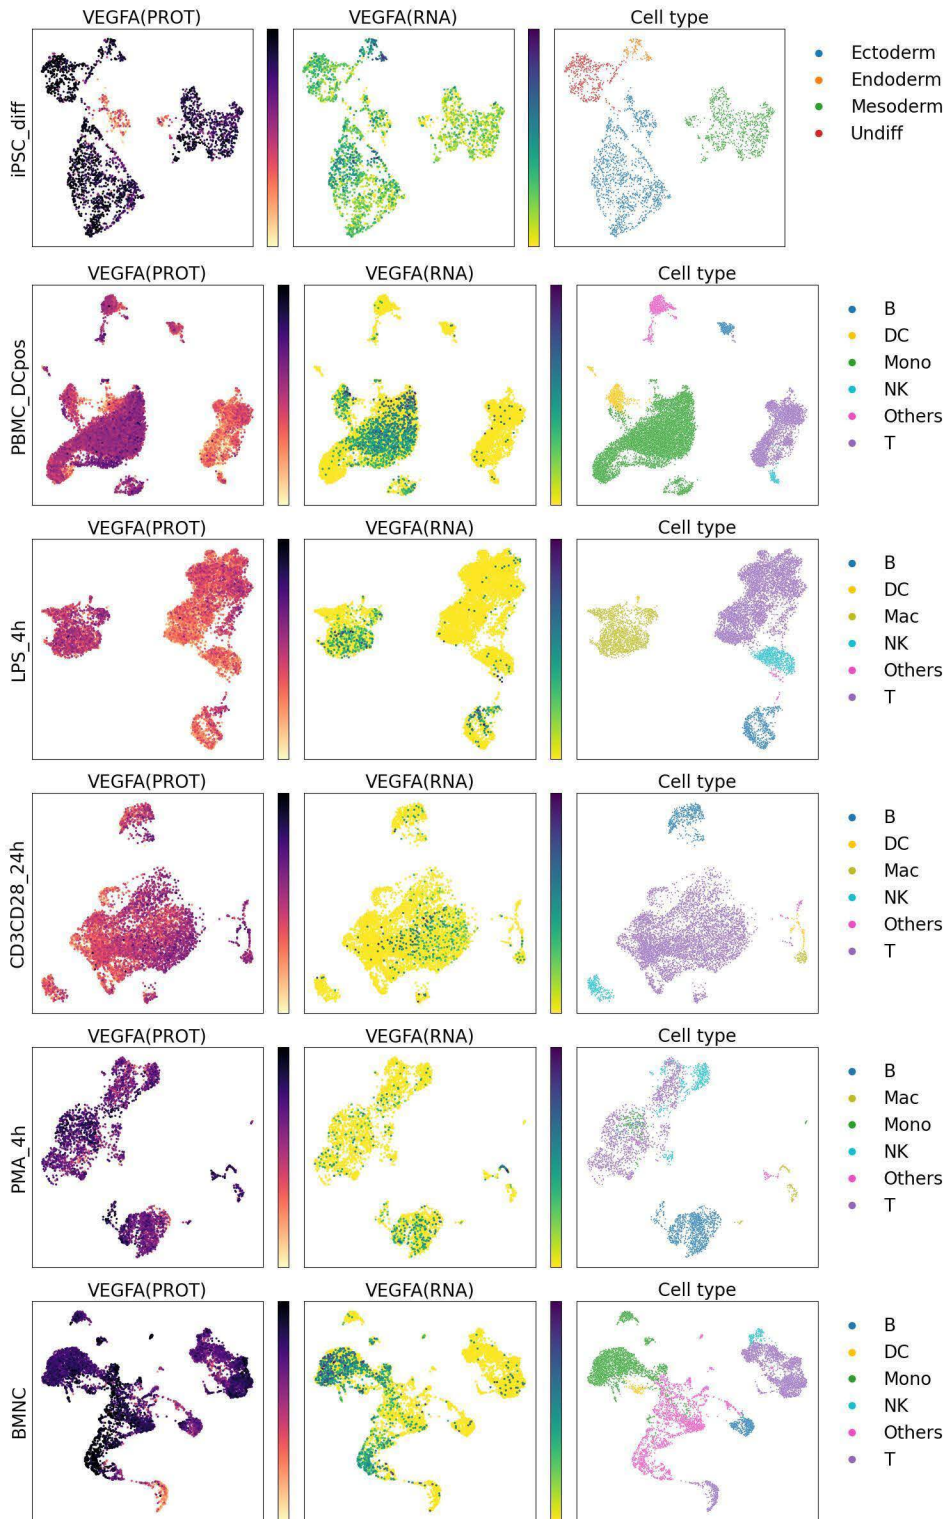 VEGFA(PROT) VEGFA(RNA) Cell type
iPSC_diff
Ectoderm
Endoderm
Mesoderm
Undiff
VEGFA(PROT) VEGFA(RNA) Cell type
PBMC_DCpos
B
DC
Mono
NK
Others
T
VEGFA(PROT) VEGFA(RNA) Cell type
LPS_4h
B
DC
Mac
NK
Others
T
VEGFA(PROT) VEGFA(RNA) Cell type
CD3CD28_24h
B
DC
Mac
NK
Others
T
VEGFA(PROT) VEGFA(RNA) Cell type
PMA_4h
B
Mac
Mono
NK
Others
T
VEGFA(PROT) VEGFA(RNA) Cell type
BMNC
B
DC
Mono
NK
Others
T